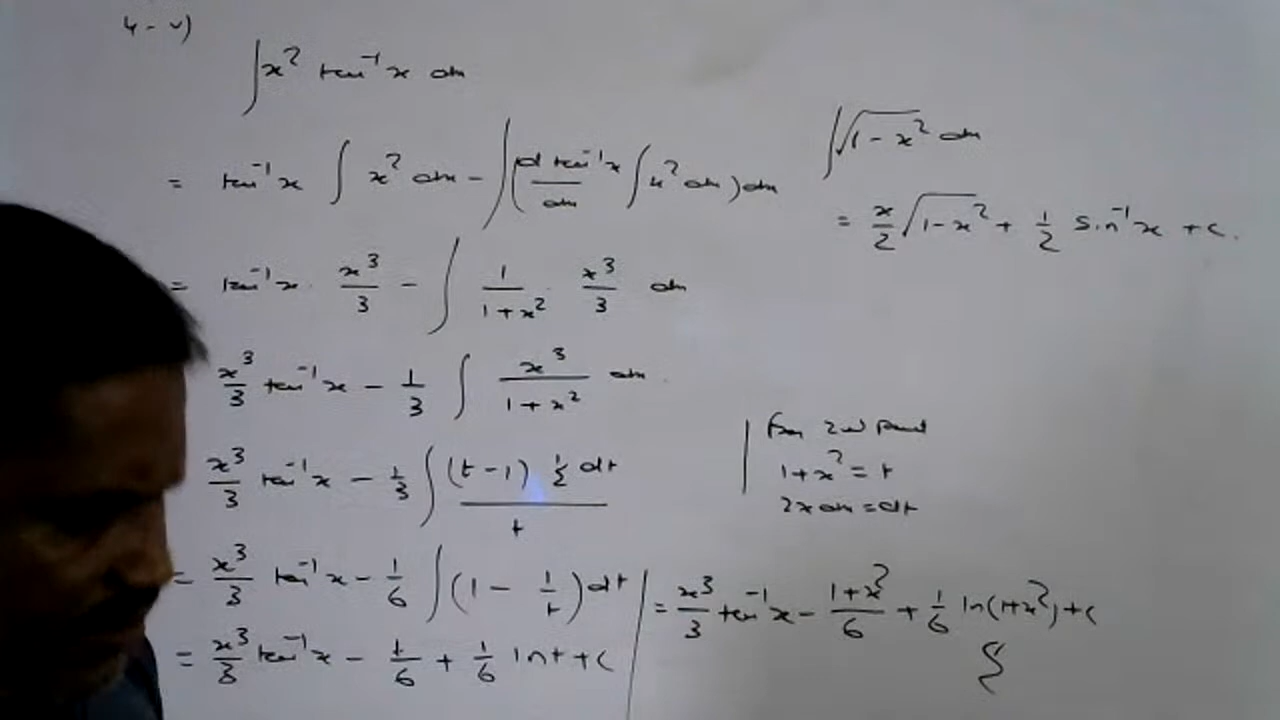 4 - v)
∫x² tan⁻¹x dx
= tan⁻¹x ∫ x² dx - ∫(d tan⁻¹x/dx ∫x² dx) dx
= tan⁻¹x · x³/3 - ∫ 1/(1+x²) · x³/3 dx
x³/3 tan⁻¹x - 1/3 ∫ x³/(1+x²) dx
x³/3 tan⁻¹x - 1/3 ∫ (t-1) ½ dt/t
= x³/3 tan⁻¹x - 1/6 ∫(1 - 1/t) dt
= x³/3 tan⁻¹x - t/6 + 1/6 ln t + c
∫√(1-x²) dx
= x/2 √(1-x²) + 1/2 sin⁻¹x + c.
2nd
1+x² = t
2x dx = dt
= x³/3 tan⁻¹x - (1+x²)/6 + 1/6 ln(1+x²) + c